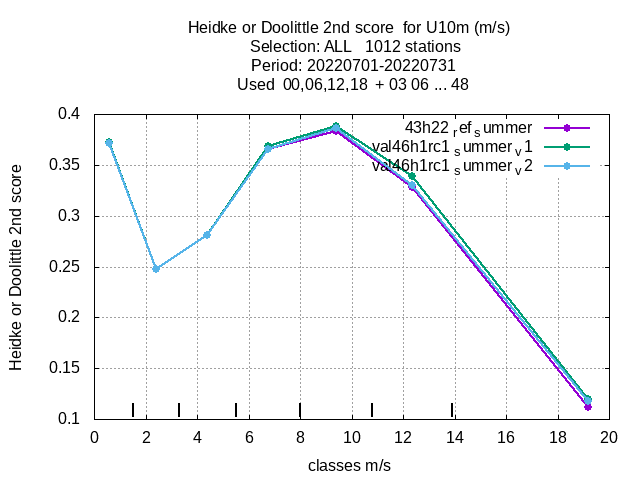 Heidke or Doolittle 2nd score  for U10m (m/s)
Selection: ALL   1012 stations
Period: 20220701-20220731
Used  00,06,12,18  + 03 06 ... 48
43h22 ref summer
val46h1rc1 summer v1
val46h1rc1 summer v2
Heidke or Doolittle 2nd score
0.4
0.35
0.3
0.25
0.2
0.15
0.1
0 2 4 6 8 10 12 14 16 18 20
classes m/s